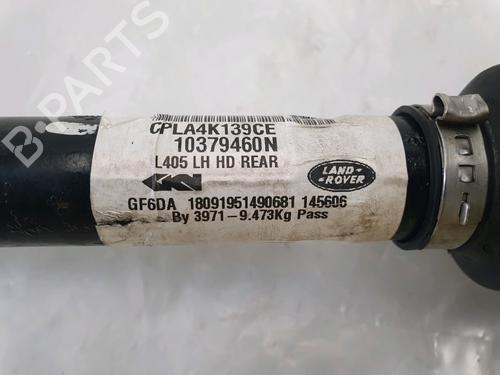 CPLA4K139CE
10379460N
L405 LH HD REAR
LAND-
ROVER
GF6DA 18091951490681 145606
By 3971-9.473Kg Pass
B-PARTS